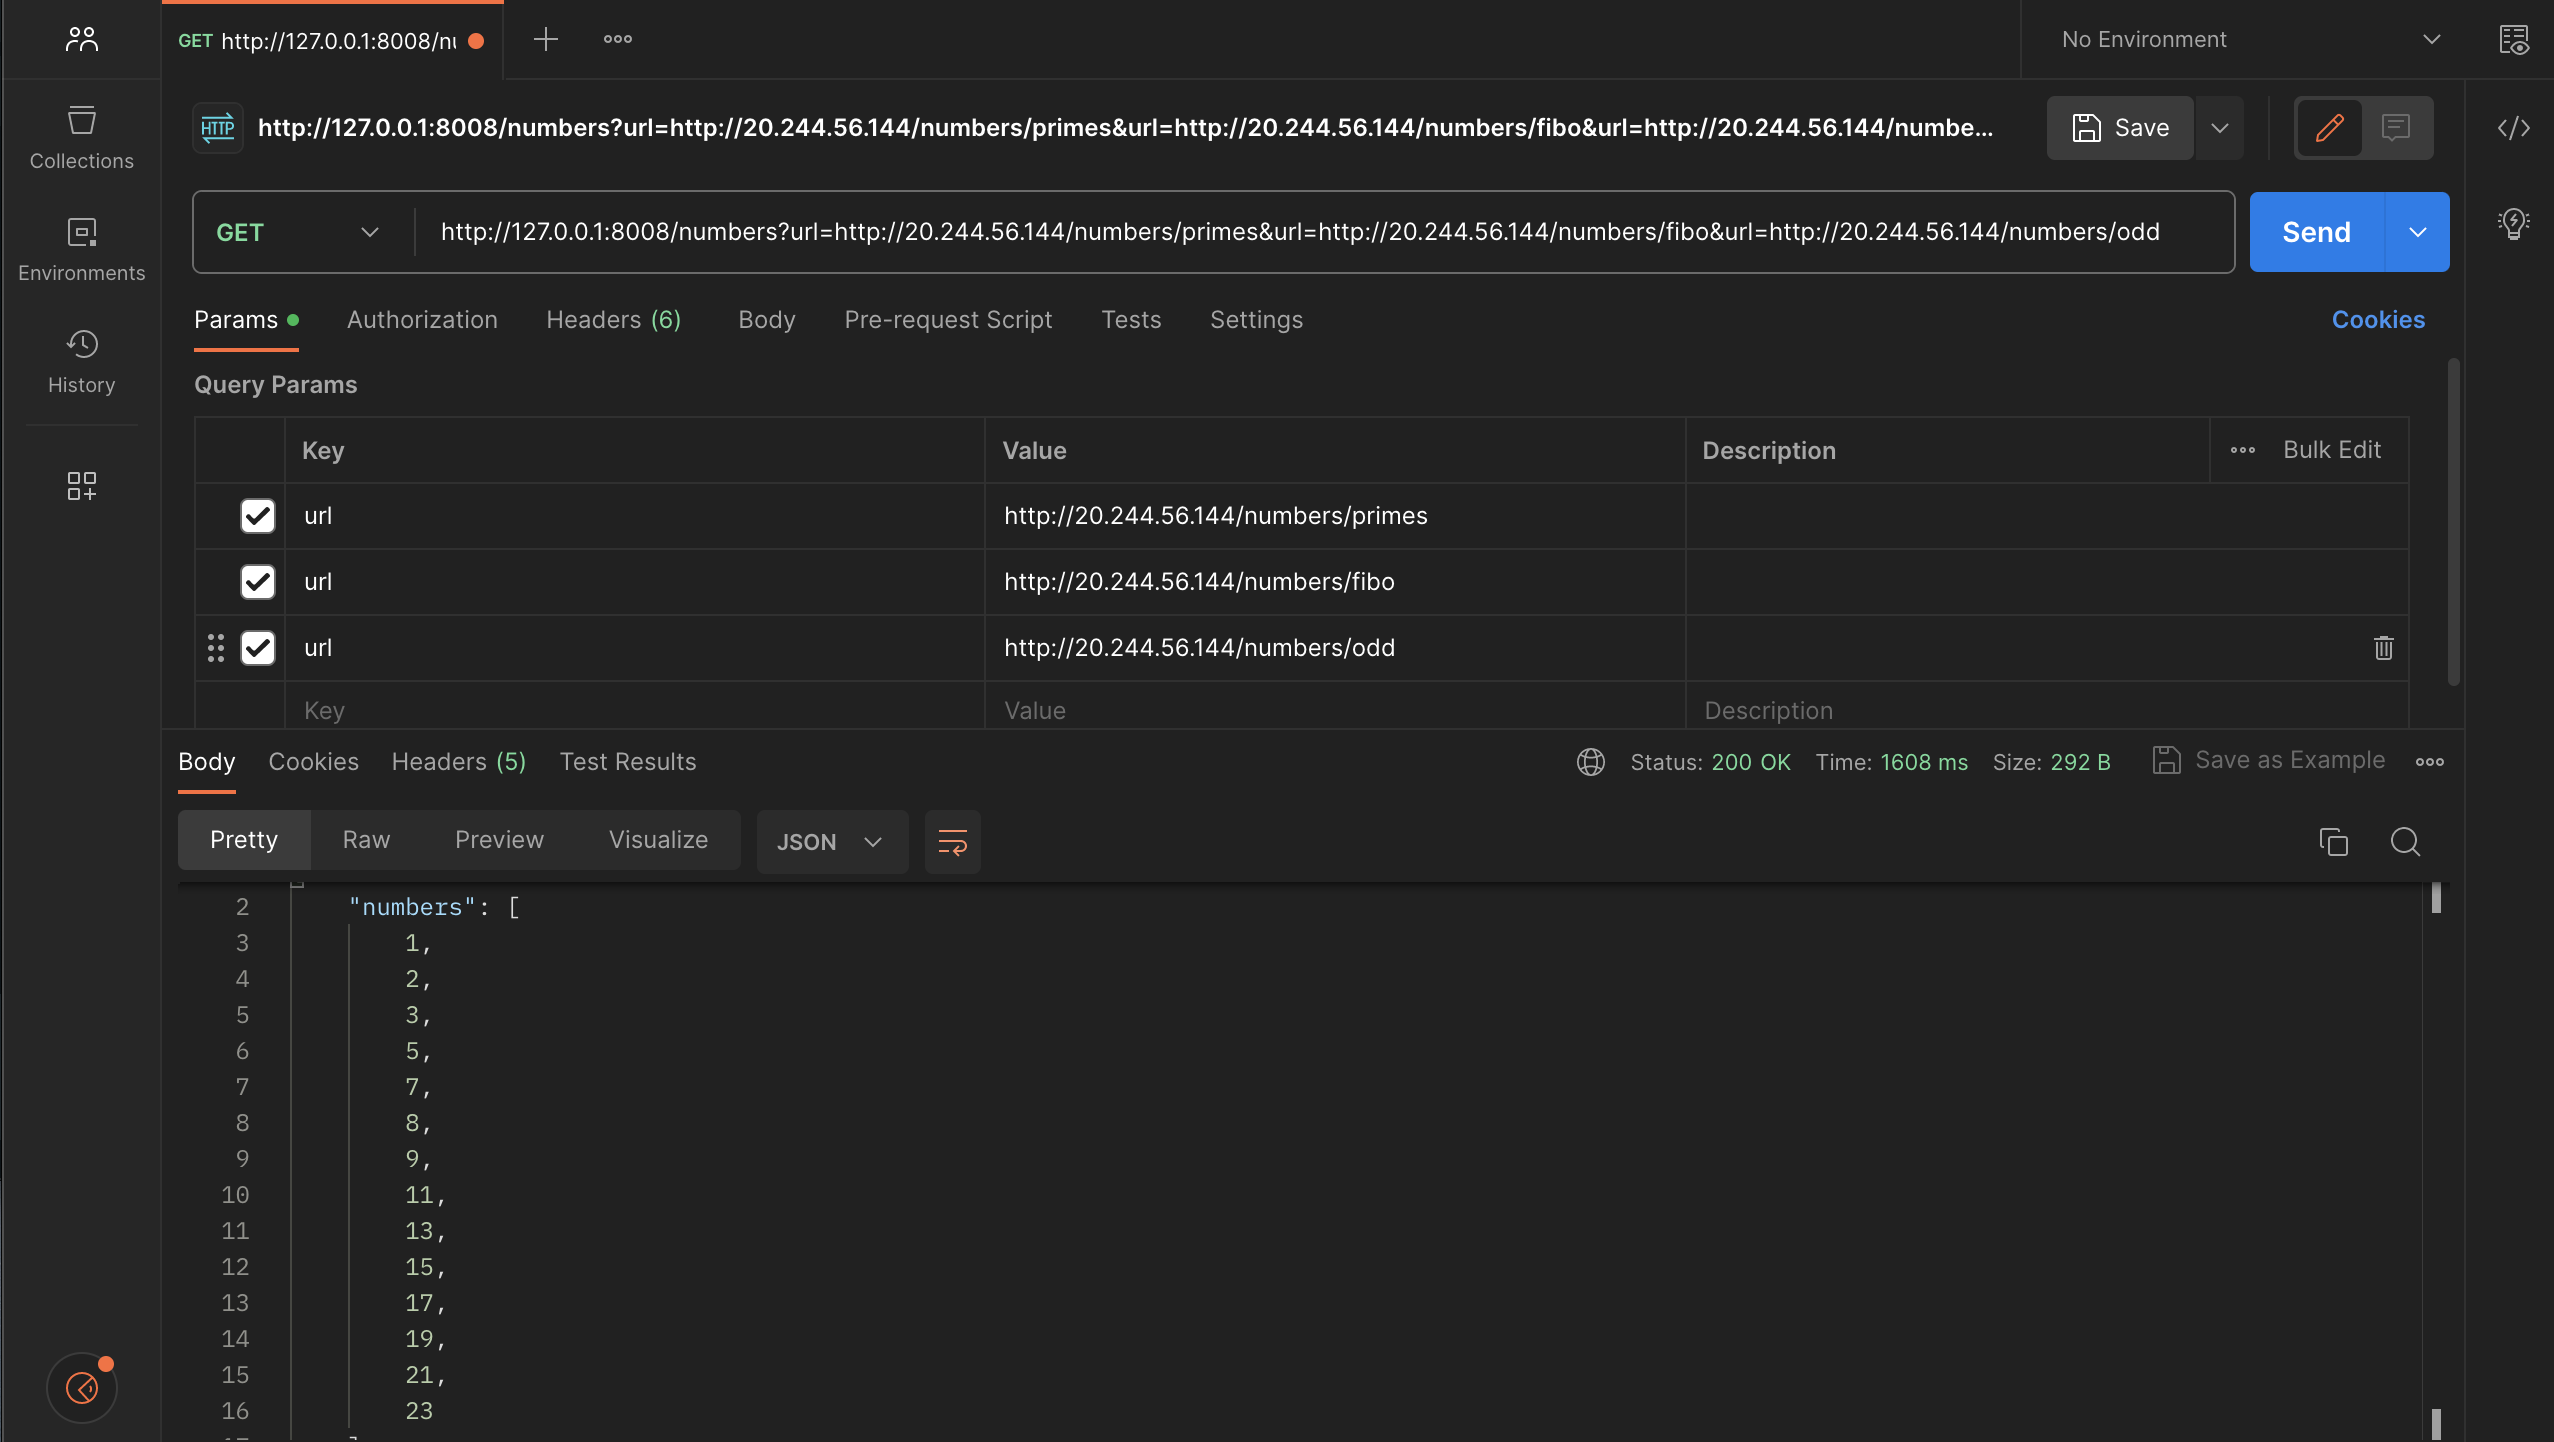 GET http://127.0.0.1:8008/nu
No Environment
Collections
Environments
History
HTTP http://127.0.0.1:8008/numbers?url=http://20.244.56.144/numbers/primes&url=http://20.244.56.144/numbers/fibo&url=http://20.244.56.144/numbe...
Save
GET http://127.0.0.1:8008/numbers?url=http://20.244.56.144/numbers/primes&url=http://20.244.56.144/numbers/fibo&url=http://20.244.56.144/numbers/odd
Send
Params Authorization Headers (6) Body Pre-request Script Tests Settings Cookies
Query Params
Key Value Description Bulk Edit
url http://20.244.56.144/numbers/primes
url http://20.244.56.144/numbers/fibo
url http://20.244.56.144/numbers/odd
Key Value Description
Body Cookies Headers (5) Test Results Status: 200 OK Time: 1608 ms Size: 292 B Save as Example
Pretty Raw Preview Visualize JSON
2 "numbers": [
3 1,
4 2,
5 3,
6 5,
7 7,
8 8,
9 9,
10 11,
11 13,
12 15,
13 17,
14 19,
15 21,
16 23